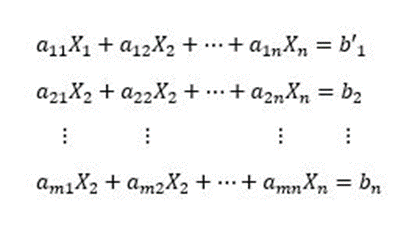 a₁₁X₁ + a₁₂X₂ + ⋯ + a₁ₙXₙ = b′₁
a₂₁X₂ + a₂₂X₂ + ⋯ + a₂ₙXₙ = b₂
⋮ ⋮ ⋮ ⋮
aₘ₁X₂ + aₘ₂X₂ + ⋯ + aₘₙXₙ = bₙ